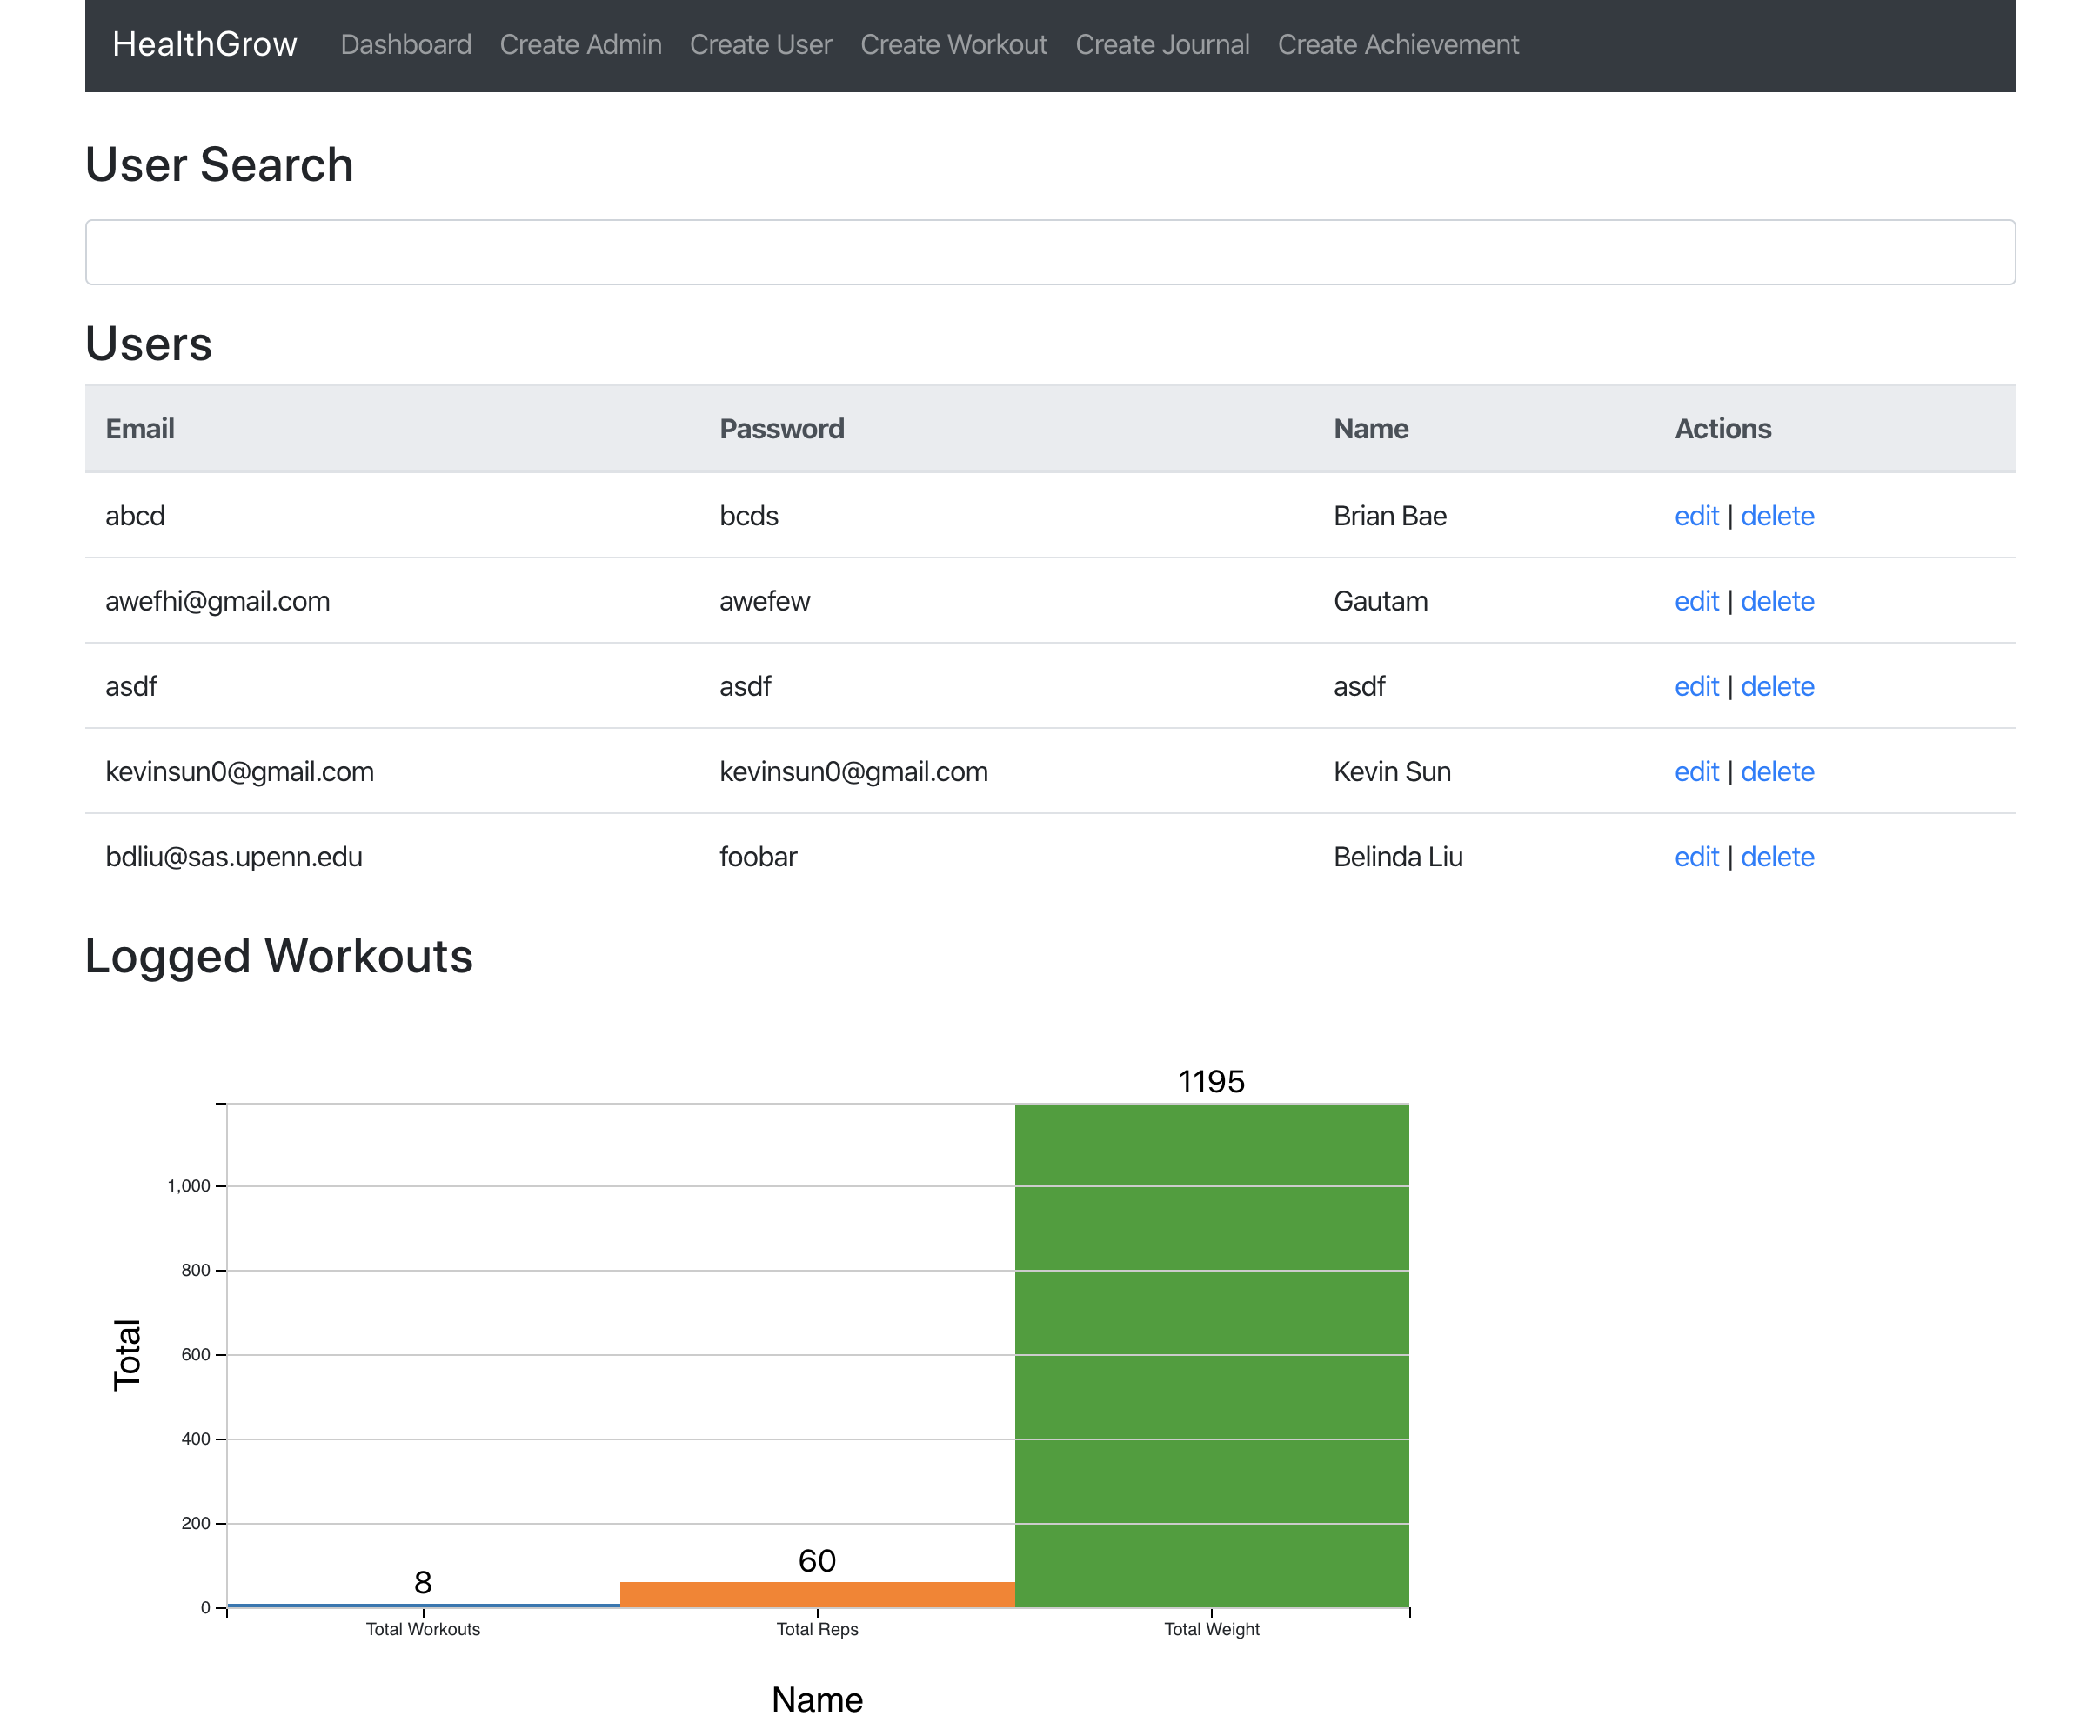 HealthGrow Dashboard Create Admin Create User Create Workout Create Journal Create Achievement
User Search
Users
Email Password Name Actions
abcd bcds Brian Bae edit | delete
awefhi@gmail.com awefew Gautam edit | delete
asdf asdf asdf edit | delete
kevinsun0@gmail.com kevinsun0@gmail.com Kevin Sun edit | delete
bdliu@sas.upenn.edu foobar Belinda Liu edit | delete
Logged Workouts
1195
1,000
800
Total
600
400
200
60
8
0
Total Workouts Total Reps Total Weight
Name